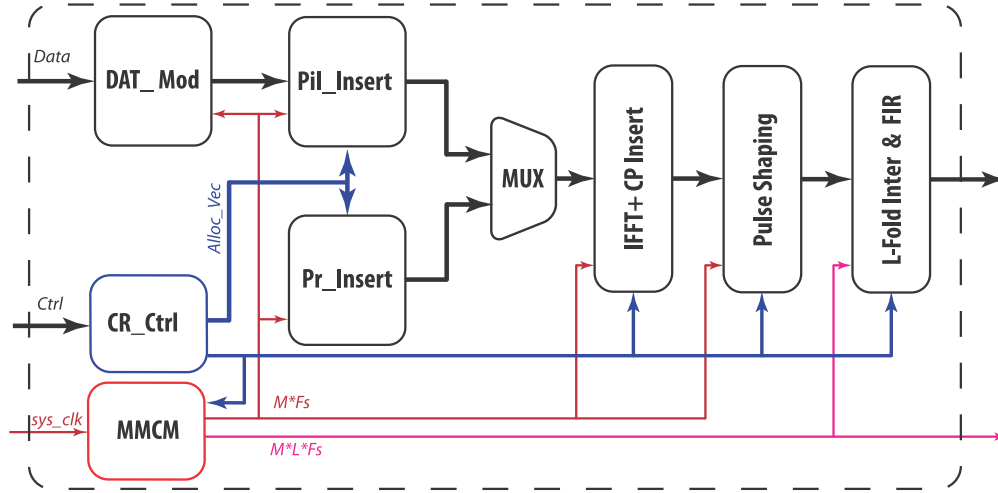 Data
DAT_ Mod
Pil_Insert
MUX
IFFT+ CP Insert
Pulse Shaping
L-Fold Inter & FIR
Alloc_Vec
Pr_Insert
Ctrl
CR_Ctrl
sys_clk
MMCM
M*Fs
M*L*Fs